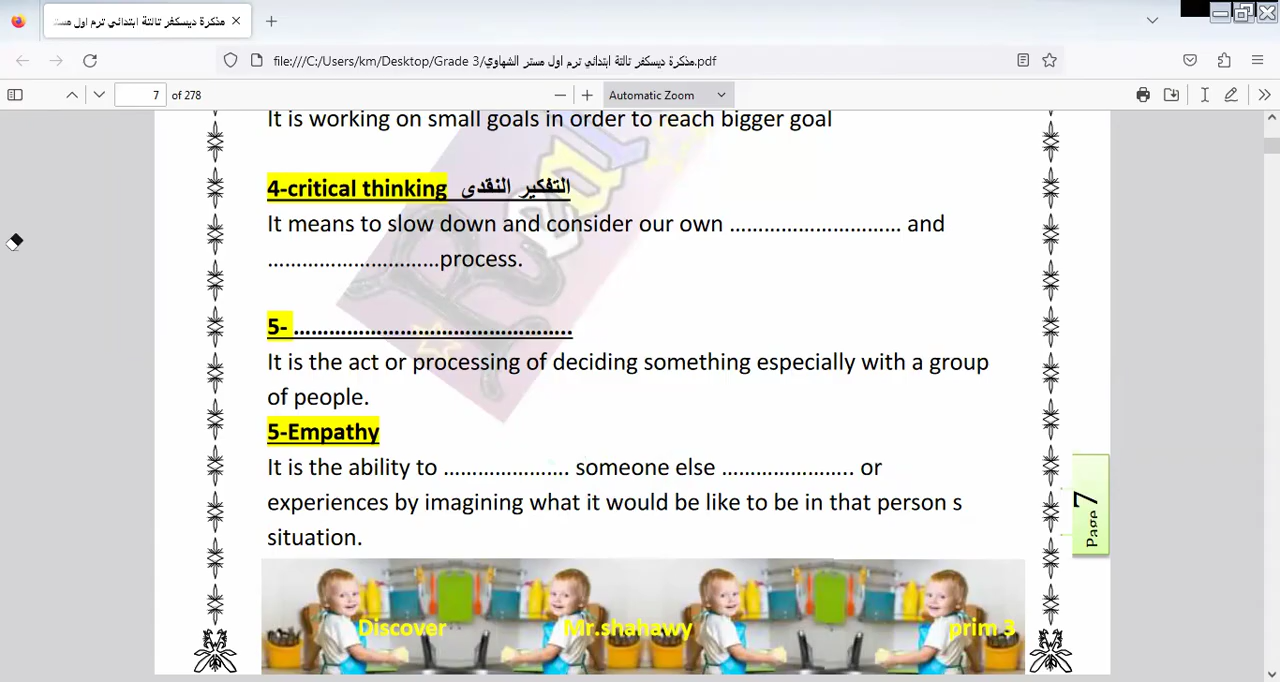 مذكرة ديسكفر تالتة ابتدائي ترم اول مستر
file:///C:/Users/km/Desktop/Grade 3/مذكرة ديسكفر تالتة ابتدائي ترم اول مستر الشهاوي.pdf
7 of 278
Automatic Zoom
It is working on small goals in order to reach bigger goal
4-critical thinking التفكير النقدى
It means to slow down and consider our own ................................ and
................................process.
5- ................................................
It is the act or processing of deciding something especially with a group
of people.
5-Empathy
It is the ability to ........................ someone else ......................... or
experiences by imagining what it would be like to be in that person s
situation.
Page 7
Discover Mr.shahawy prim 3